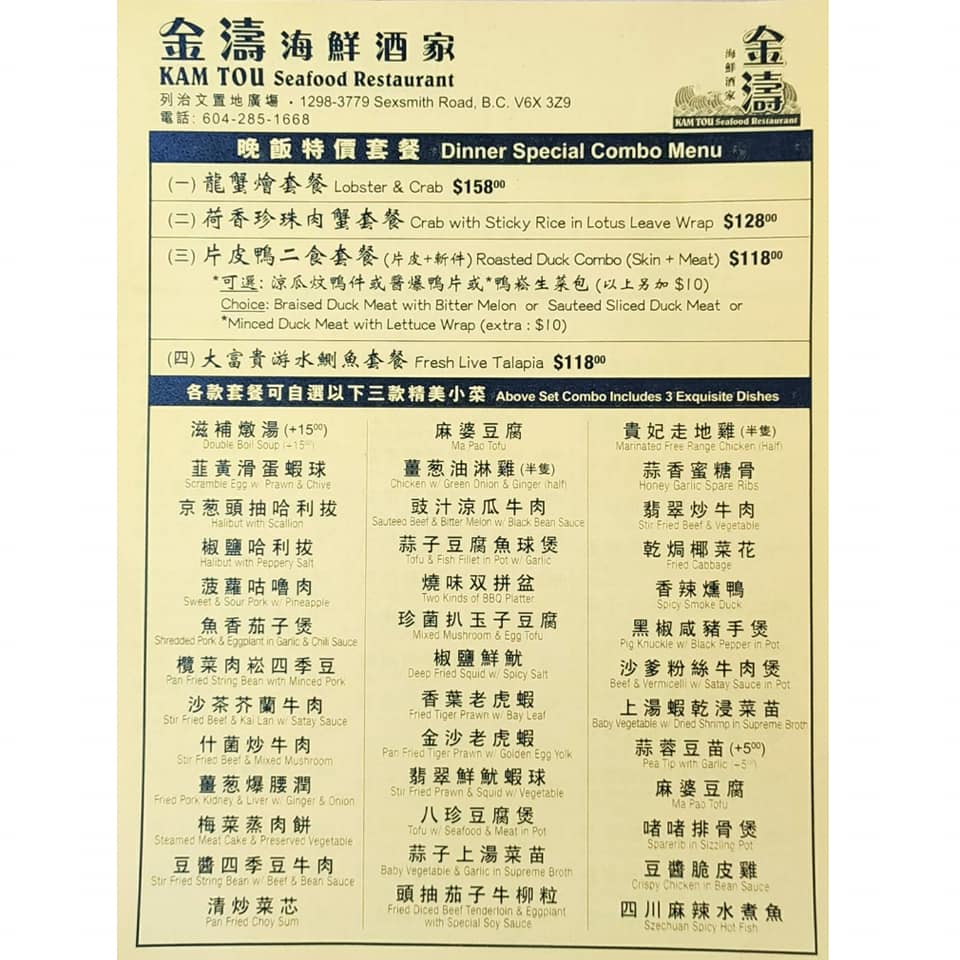 金濤海鮮酒家
KAM TOU Seafood Restaurant
列治文置地廣塲 · 1298-3779 Sexsmith Road, B.C. V6X 3Z9
電話: 604-285-1668
海鮮酒家
金濤
KAM TOU Seafood Restaurant
晚飯特價套餐 Dinner Special Combo Menu
(一) 龍蟹燴套餐 Lobster & Crab $158⁰⁰
(二) 荷香珍珠肉蟹套餐 Crab with Sticky Rice in Lotus Leave Wrap $128⁰⁰
(三) 片皮鴨二食套餐 (片皮+斬件) Roasted Duck Combo (Skin + Meat) $118⁰⁰
*可選: 涼瓜炆鴨件或醬爆鴨片或*鴨崧生菜包 (以上另加 $10)
Choice: Braised Duck Meat with Bitter Melon or Sauteed Sliced Duck Meat or
*Minced Duck Meat with Lettuce Wrap (extra : $10)
(四) 大富貴游水鰂魚套餐 Fresh Live Talapia $118⁰⁰
各款套餐可自選以下三款精美小菜 Above Set Combo Includes 3 Exquisite Dishes
滋補燉湯 (+15⁰⁰)
Double Boil Soup (+15⁰⁰)
韮黃滑蛋蝦球
Scramble Egg w/ Prawn & Chive
京葱頭抽哈利拔
Halibut with Scallion
椒鹽哈利拔
Halibut with Peppery Salt
菠蘿咕嚕肉
Sweet & Sour Pork w/ Pineapple
魚香茄子煲
Shredded Pork & Eggplant in Garlic & Chili Sauce
欖菜肉崧四季豆
Pan Fried String Bean with Minced Pork
沙茶芥蘭牛肉
Stir Fried Beef & Kai Lan w/ Satay Sauce
什菌炒牛肉
Stir Fried Beef & Mixed Mushroom
薑葱爆腰潤
Fried Pork Kidney & Liver w/ Ginger & Onion
梅菜蒸肉餅
Steamed Meat Cake & Preserved Vegetable
豆醬四季豆牛肉
Stir Fried String Bean w/ Beef & Bean Sauce
清炒菜芯
Pan Fried Choy Sum
麻婆豆腐
Ma Pao Tofu
薑葱油淋雞 (半隻)
Chicken w/ Green Onion & Ginger (half)
豉汁涼瓜牛肉
Sauteed Beef & Bitter Melon w/ Black Bean Sauce
蒜子豆腐魚球煲
Tofu & Fish Fillet in Pot w/ Garlic
燒味双拼盆
Two Kinds of BBQ Platter
珍菌扒玉子豆腐
Mixed Mushroom & Egg Tofu
椒鹽鮮魷
Deep Fried Squid w/ Spicy Salt
香葉老虎蝦
Fried Tiger Prawn w/ Bay Leaf
金沙老虎蝦
Pan Fried Tiger Prawn w/ Golden Egg Yolk
翡翠鮮魷蝦球
Stir Fried Prawn & Squid w/ Vegetable
八珍豆腐煲
Tofu w/ Seafood & Meat in Pot
蒜子上湯菜苗
Baby Vegetable & Garlic in Supreme Broth
頭抽茄子牛柳粒
Fried Diced Beef Tenderloin & Eggplant
with Special Soy Sauce
貴妃走地雞 (半隻)
Marinated Free Range Chicken (Half)
蒜香蜜糖骨
Honey Garlic Spare Ribs
翡翠炒牛肉
Stir Fried Beef & Vegetable
乾焗椰菜花
Fried Cabbage
香辣燻鴨
Spicy Smoke Duck
黑椒咸豬手煲
Pig Knuckle w/ Black Pepper in Pot
沙爹粉絲牛肉煲
Beef & Vermicelli w/ Satay Sauce in Pot
上湯蝦乾浸菜苗
Baby Vegetable w/ Dried Shrimp in Supreme Broth
蒜蓉豆苗 (+5⁰⁰)
Pea Tip with Garlic (+5⁰⁰)
麻婆豆腐
Ma Pao Tofu
啫啫排骨煲
Sparerib in Sizzling Pot
豆醬脆皮雞
Crispy Chicken in Bean Sauce
四川麻辣水煮魚
Szechuan Spicy Hot Fish